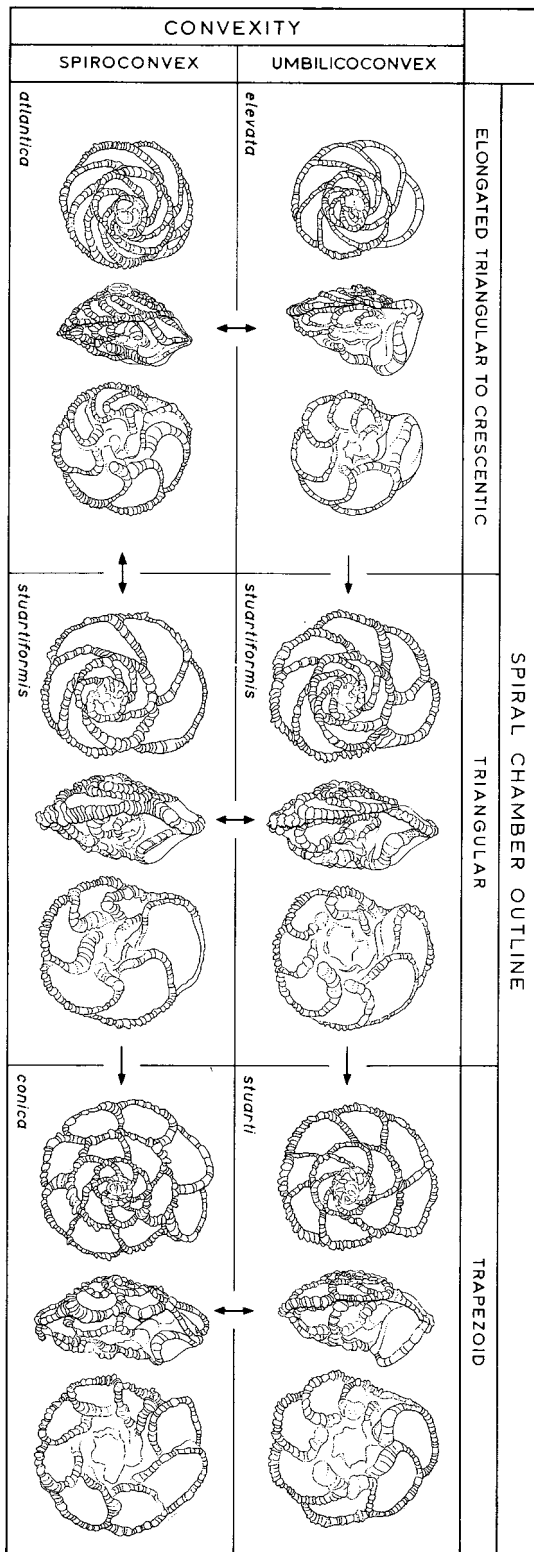 SPIRAL CHAMBER OUTLINE
ELONGATED TRIANGULAR TO CRESCENTIC
TRIANGULAR
TRAPEZOID
CONVEXITY
UMBILICOCONVEX
elevata
stuartiformis
stuarti
SPIROCONVEX
atlantica
stuartiformis
conica